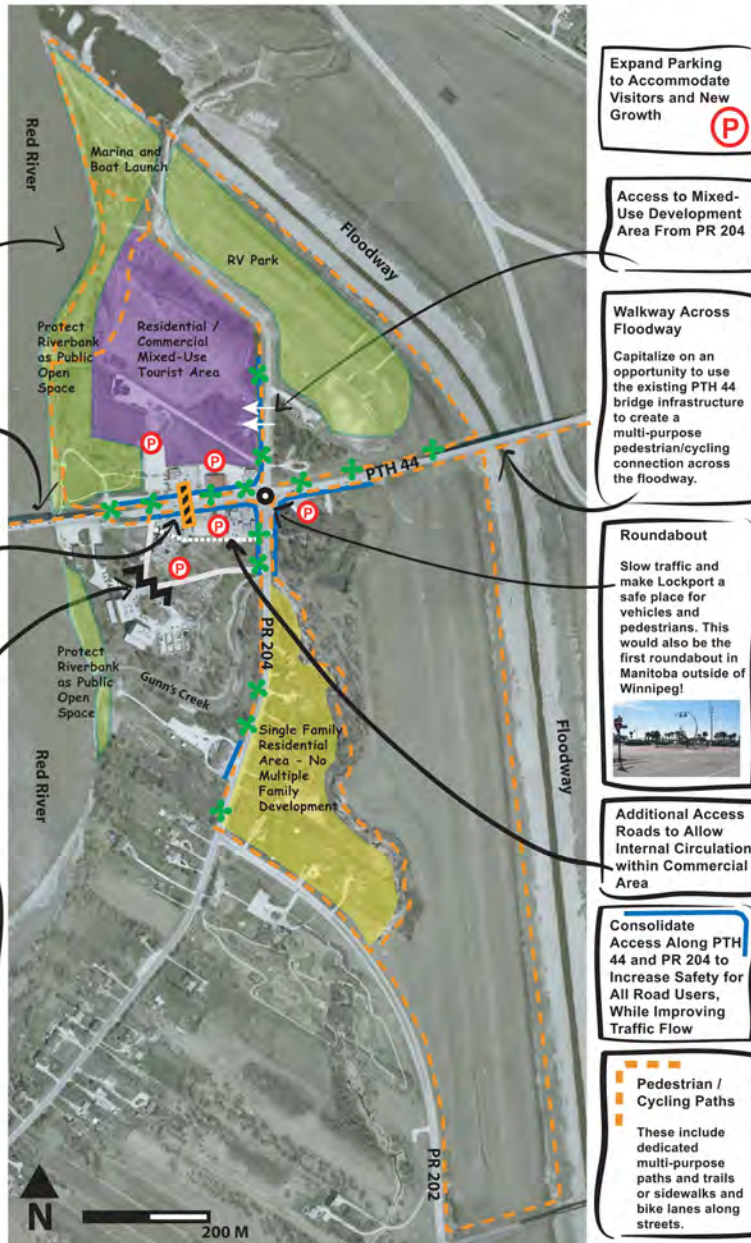 Red River
Marina and
Boat Launch
RV Park
Floodway
Protect
Riverbank
as Public
Open
Space
Residential /
Commercial
Mixed-Use
Tourist Area
P
P
P
P
P
PTH 44
PR 204
Protect
Riverbank
as Public
Open
Space
Gunn's Creek
Red River
Single Family
Residential
Area - No
Multiple
Family
Development
Floodway
PR 202
N
200 M
Expand Parking
to Accommodate
Visitors and New
Growth
P
Access to Mixed-
Use Development
Area From PR 204
Walkway Across
Floodway
Capitalize on an
opportunity to use
the existing PTH 44
bridge infrastructure
to create a
multi-purpose
pedestrian/cycling
connection across
the floodway.
Roundabout
Slow traffic and
make Lockport a
safe place for
vehicles and
pedestrians. This
would also be the
first roundabout in
Manitoba outside of
Winnipeg!
Additional Access
Roads to Allow
Internal Circulation
within Commercial
Area
Consolidate
Access Along PTH
44 and PR 204 to
Increase Safety for
All Road Users,
While Improving
Traffic Flow
Pedestrian /
Cycling Paths
These include
dedicated
multi-purpose
paths and trails
or sidewalks and
bike lanes along
streets.